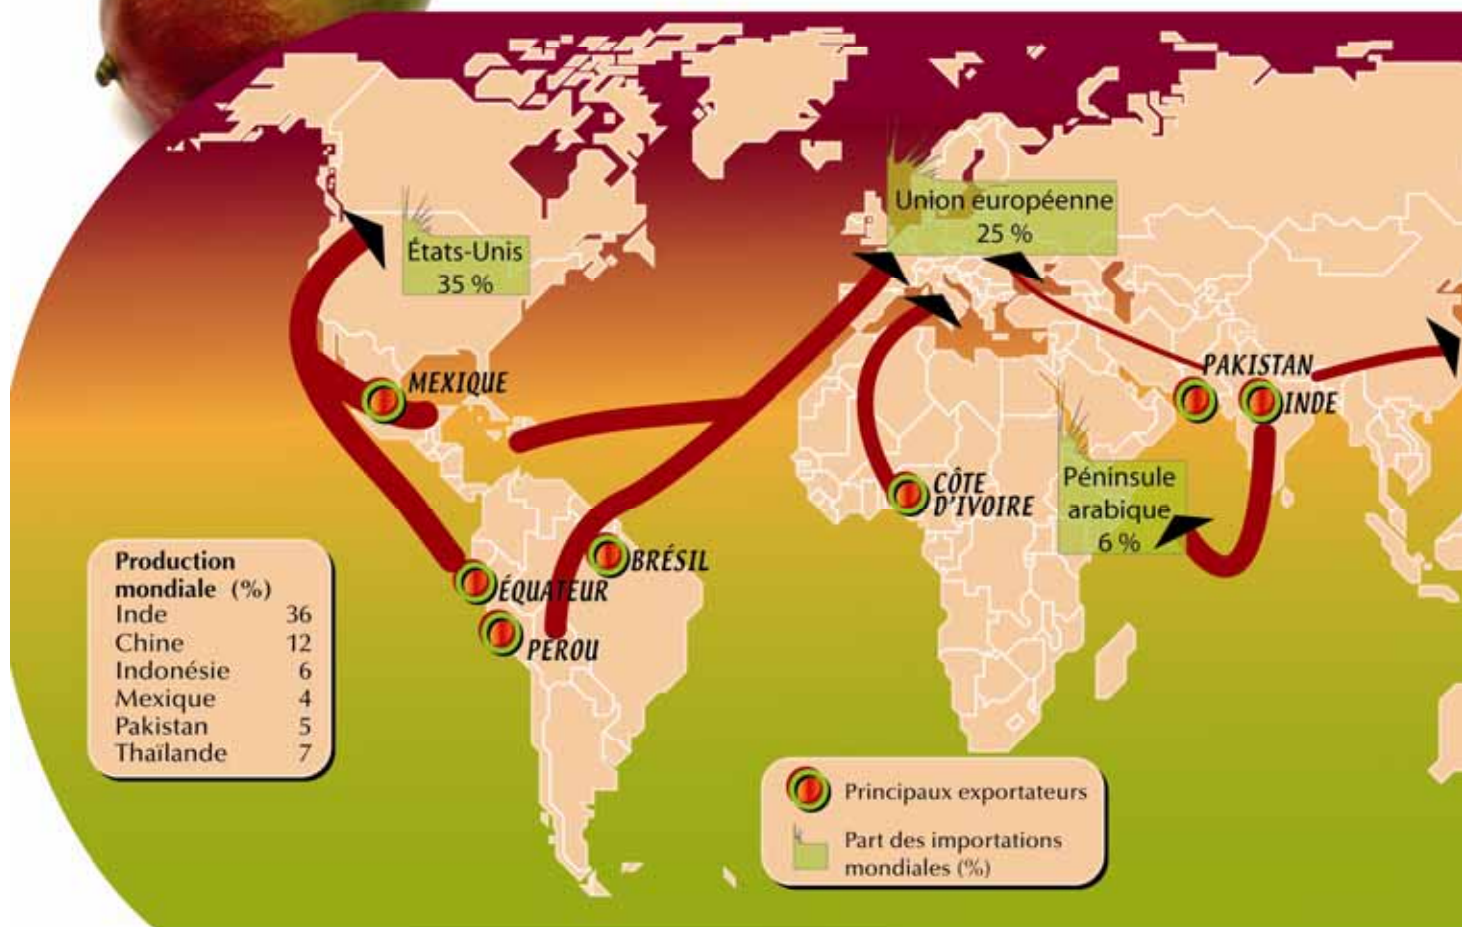 Union européenne
25 %
États-Unis
35 %
MEXIQUE
PAKISTAN
INDE
CÔTE
D'IVOIRE
Péninsule
arabique
6 %
BRÉSIL
ÉQUATEUR
PEROU
Production
mondiale (%)
Inde 36
Chine 12
Indonésie 6
Mexique 4
Pakistan 5
Thaïlande 7
Principaux exportateurs
Part des importations
mondiales (%)